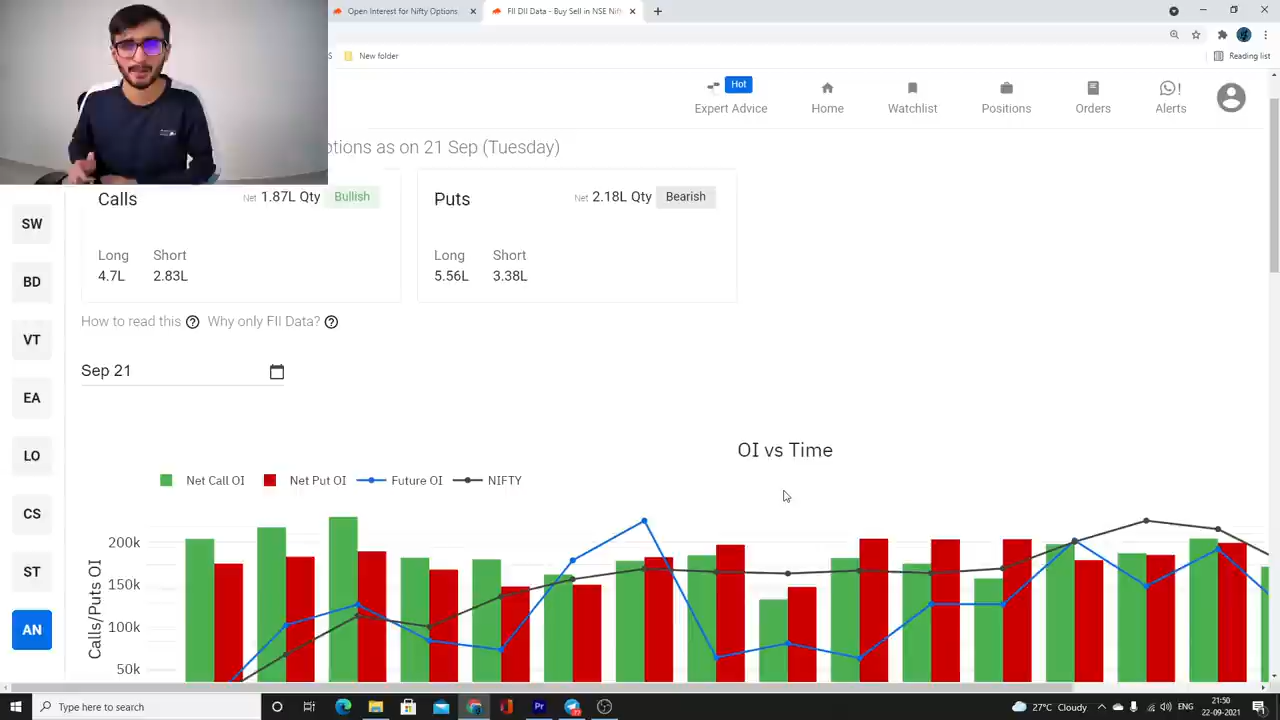 Open Interest for Nifty Options
FII DII Data - Buy Sell in NSE Nift
S
New folder
Reading list
Hot
Expert Advice
Home
Watchlist
Positions
Orders
Alerts
tions as on 21 Sep (Tuesday)
Calls
Net 1.87L Qty
Bullish
Long
Short
4.7L
2.83L
Puts
Net 2.18L Qty
Bearish
Long
Short
5.56L
3.38L
How to read this
Why only FII Data?
Sep 21
SW
BD
VT
EA
LO
CS
ST
AN
OI vs Time
Net Call OI
Net Put OI
Future OI
NIFTY
Calls/Puts OI
200k
150k
100k
50k
Type here to search
Pr
27°C Cloudy
ENG
21:50
22-09-2021